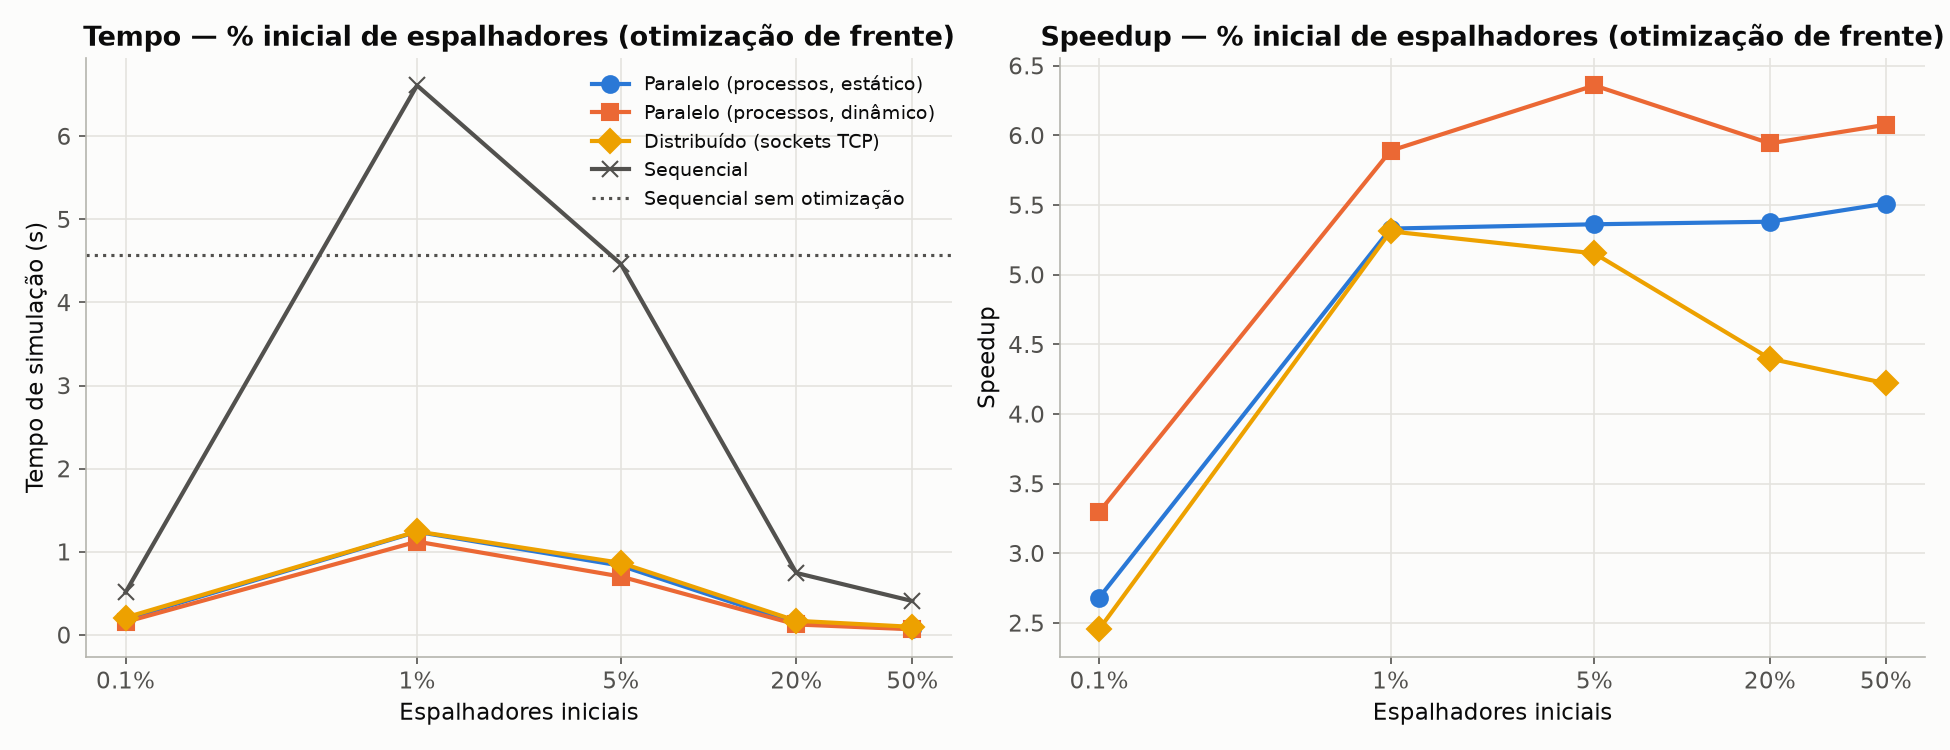 Tempo — % inicial de espalhadores (otimização de frente)
Paralelo (processos, estático)
Paralelo (processos, dinâmico)
Distribuído (sockets TCP)
Sequencial
Sequencial sem otimização
Tempo de simulação (s)
6
5
4
3
2
1
0
0.1% 1% 5% 20% 50%
Espalhadores iniciais
Speedup — % inicial de espalhadores (otimização de frente)
Speedup
6.5
6.0
5.5
5.0
4.5
4.0
3.5
3.0
2.5
0.1% 1% 5% 20% 50%
Espalhadores iniciais